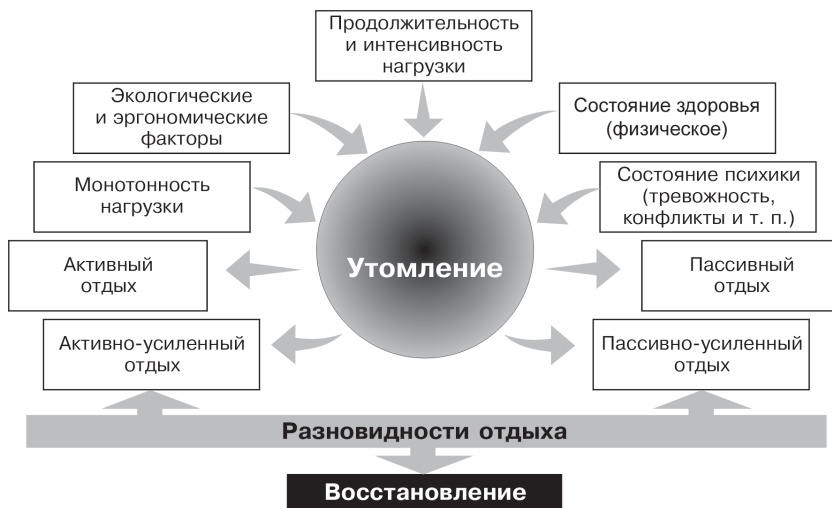 Продолжительность
и интенсивность
нагрузки
Экологические
и эргономические
факторы
Состояние здоровья
(физическое)
Монотонность
нагрузки
Состояние психики
(тревожность,
конфликты и т. п.)
Утомление
Активный
отдых
Пассивный
отдых
Активно-усиленный
отдых
Пассивно-усиленный
отдых
Разновидности отдыха
Восстановление